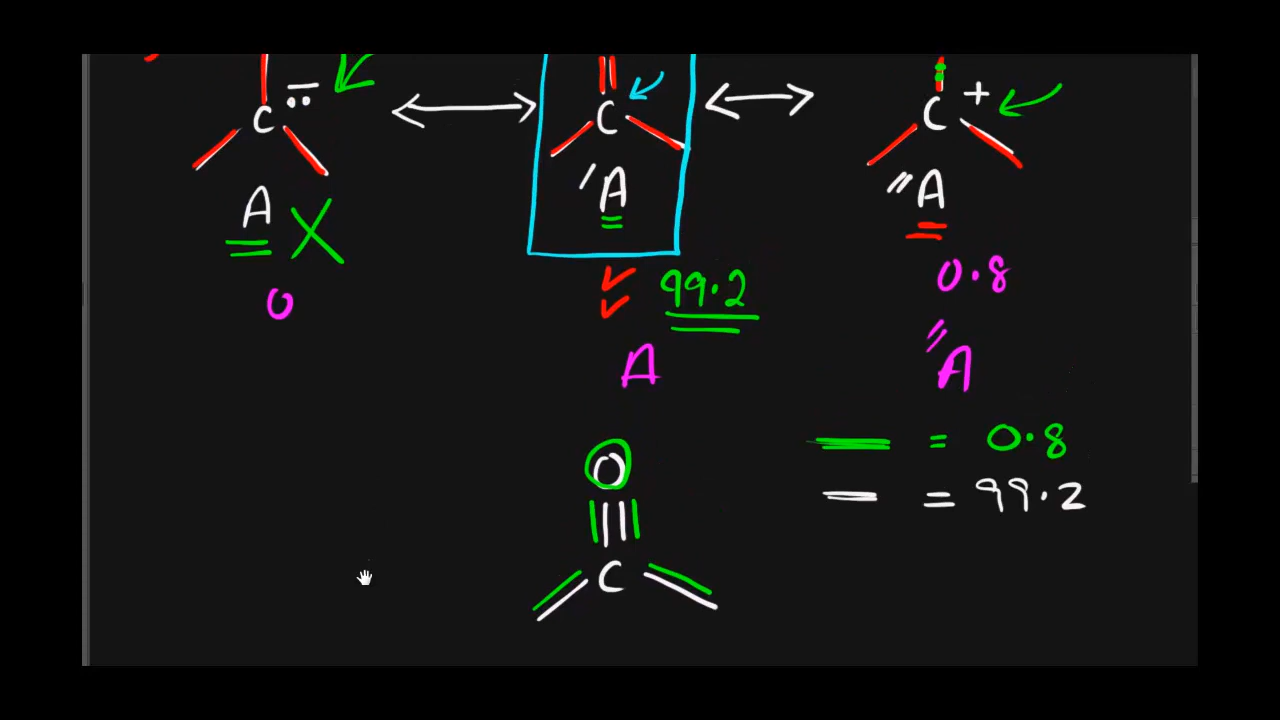 C C C +
A 'A "A
0 99.2 0.8
A "A
= 0.8
= 99.2
O
C